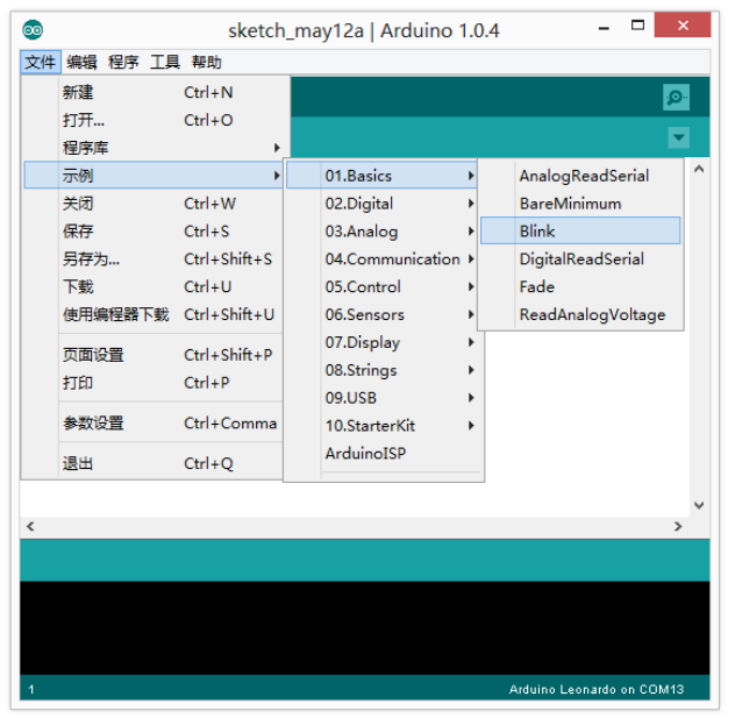 sketch_may12a | Arduino 1.0.4
文件 编辑 程序 工具 帮助
新建 Ctrl+N
打开... Ctrl+O
程序库
示例
关闭 Ctrl+W
保存 Ctrl+S
另存为... Ctrl+Shift+S
下载 Ctrl+U
使用编程器下载 Ctrl+Shift+U
页面设置 Ctrl+Shift+P
打印 Ctrl+P
参数设置 Ctrl+Comma
退出 Ctrl+Q
01.Basics
02.Digital
03.Analog
04.Communication
05.Control
06.Sensors
07.Display
08.Strings
09.USB
10.StarterKit
ArduinoISP
AnalogReadSerial
BareMinimum
Blink
DigitalReadSerial
Fade
ReadAnalogVoltage
1 Arduino Leonardo on COM13